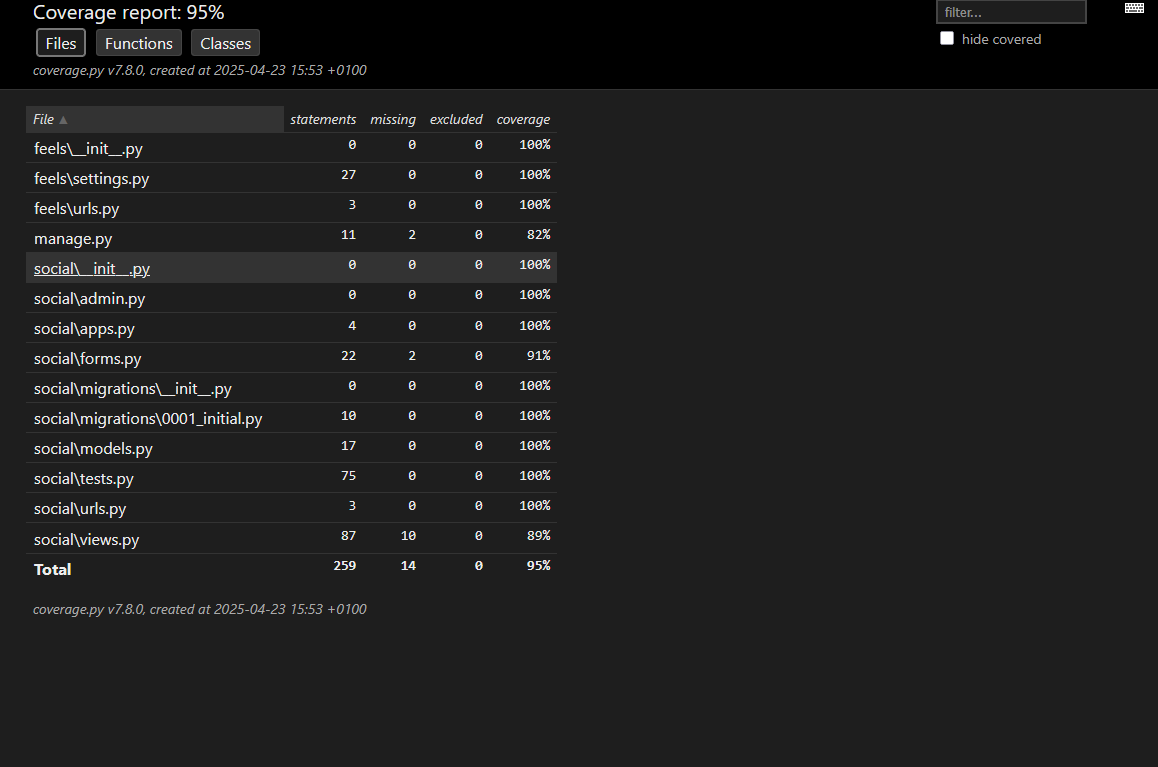 Coverage report: 95%
filter...
Files Functions Classes
hide covered
coverage.py v7.8.0, created at 2025-04-23 15:53 +0100
File ▲ statements missing excluded coverage
feels\__init__.py 0 0 0 100%
feels\settings.py 27 0 0 100%
feels\urls.py 3 0 0 100%
manage.py 11 2 0 82%
social\__init__.py 0 0 0 100%
social\admin.py 0 0 0 100%
social\apps.py 4 0 0 100%
social\forms.py 22 2 0 91%
social\migrations\__init__.py 0 0 0 100%
social\migrations\0001_initial.py 10 0 0 100%
social\models.py 17 0 0 100%
social\tests.py 75 0 0 100%
social\urls.py 3 0 0 100%
social\views.py 87 10 0 89%
Total 259 14 0 95%
coverage.py v7.8.0, created at 2025-04-23 15:53 +0100